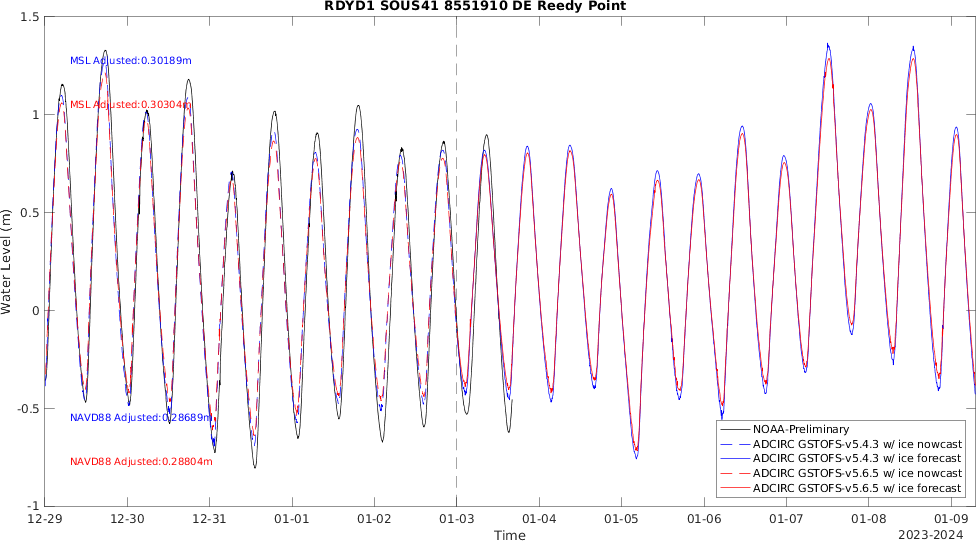 RDYD1 SOUS41 8551910 DE Reedy Point
1.5
1
0.5
0
-0.5
-1
Water Level (m)
MSL Adjusted:0.30189m
MSL Adjusted:0.30304m
NAVD88 Adjusted:0.28689m
NAVD88 Adjusted:0.28804m
NOAA-Preliminary
ADCIRC GSTOFS-v5.4.3 w/ ice nowcast
ADCIRC GSTOFS-v5.4.3 w/ ice forecast
ADCIRC GSTOFS-v5.6.5 w/ ice nowcast
ADCIRC GSTOFS-v5.6.5 w/ ice forecast
12-29 12-30 12-31 01-01 01-02 01-03 01-04 01-05 01-06 01-07 01-08 01-09
2023-2024
Time